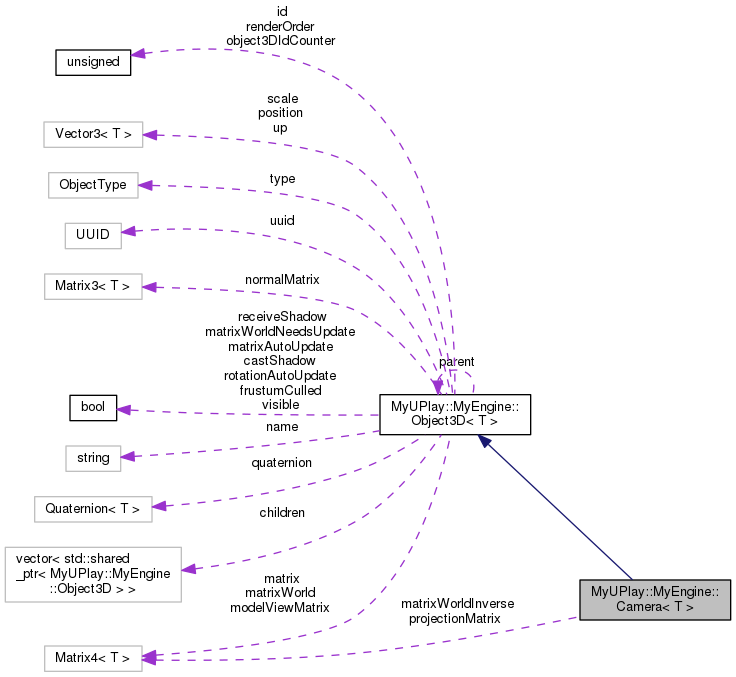 id
renderOrder
object3DIdCounter
unsigned
scale
position
up
Vector3< T >
type
ObjectType
uuid
UUID
normalMatrix
Matrix3< T >
receiveShadow
matrixWorldNeedsUpdate
matrixAutoUpdate
castShadow
rotationAutoUpdate
frustumCulled
visible
bool
parent
MyUPlay::MyEngine::
Object3D< T >
name
string
quaternion
Quaternion< T >
children
vector< std::shared
_ptr< MyUPlay::MyEngine
::Object3D > >
matrix
matrixWorld
modelViewMatrix
matrixWorldInverse
projectionMatrix
MyUPlay::MyEngine::
Camera< T >
Matrix4< T >